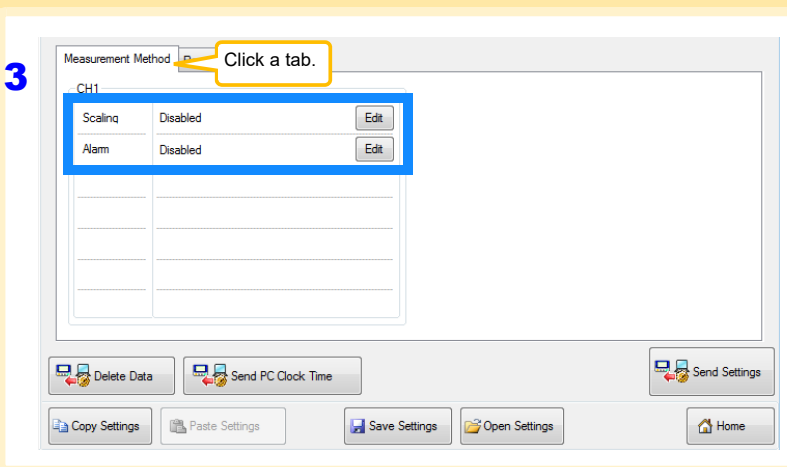 3
Measurement Method
Click a tab.
CH1
Scaling Disabled Edit
Alarm Disabled Edit
Delete Data Send PC Clock Time Send Settings
Copy Settings Paste Settings Save Settings Open Settings Home